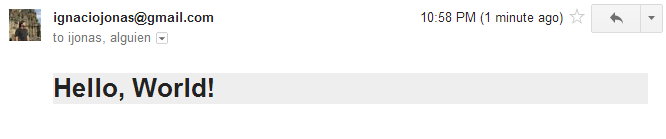 ignaciojonas@gmail.com 10:58 PM (1 minute ago)
to ijonas, alguien
Hello, World!